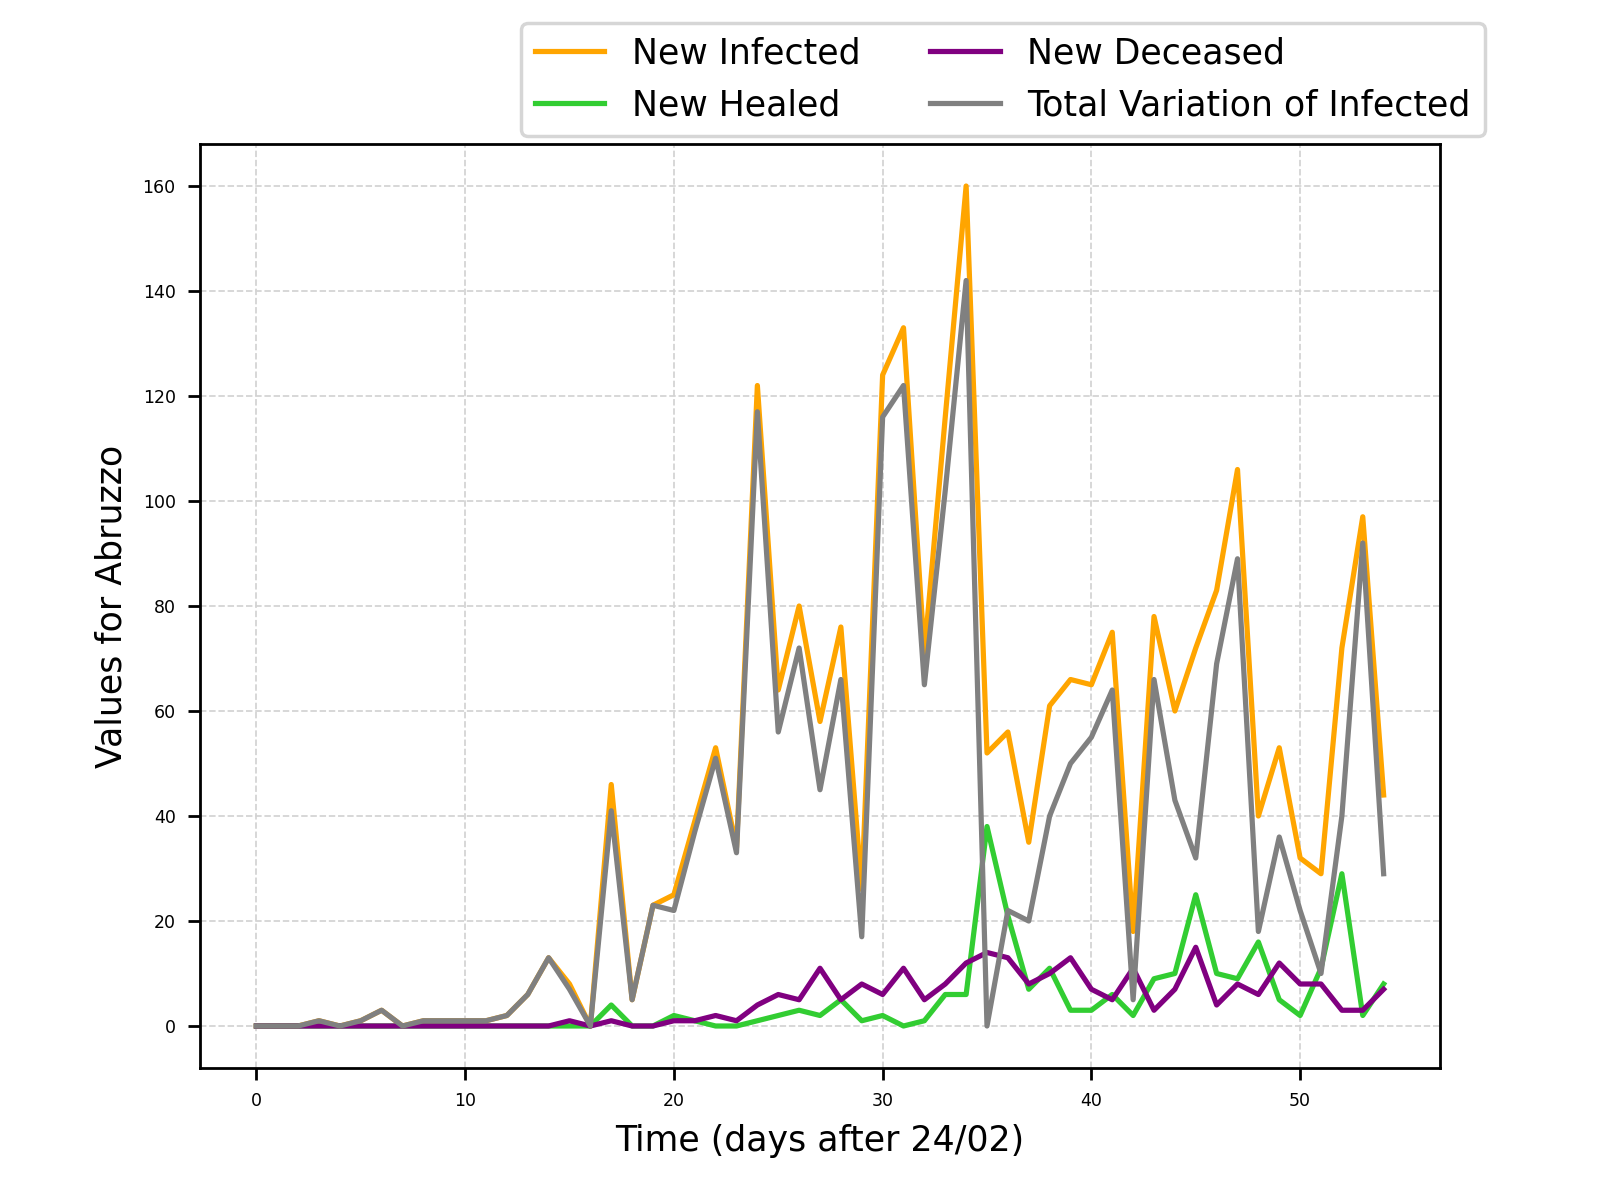 New Infected
New Healed
New Deceased
Total Variation of Infected
Values for Abruzzo
160
140
120
100
80
60
40
20
0
0 10 20 30 40 50
Time (days after 24/02)